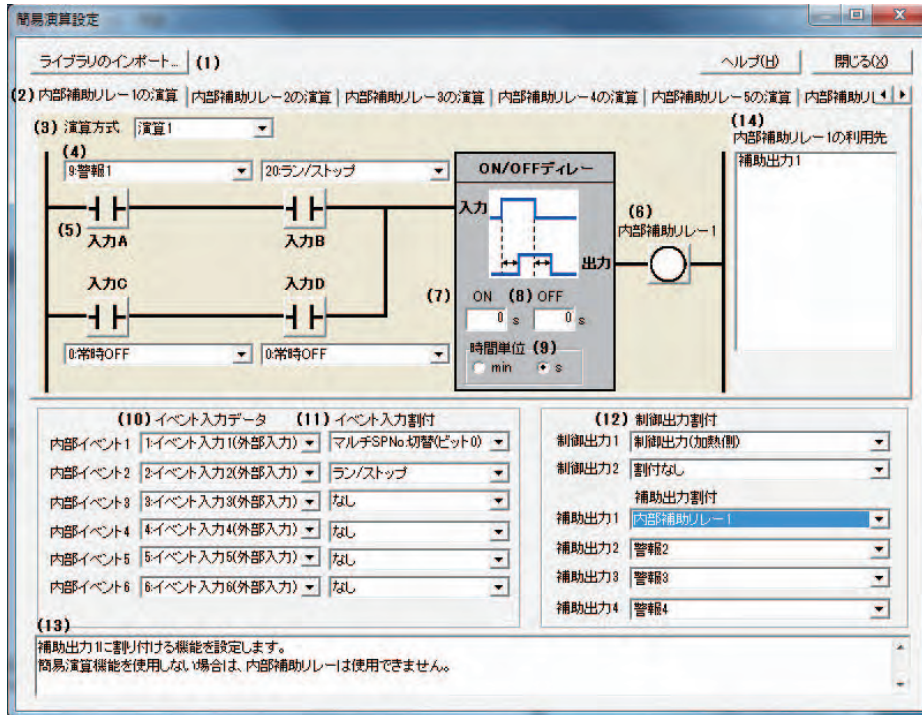 簡易演算設定
ライブラリのインポート... (1) ヘルプ(H) 閉じる(X)
(2) 内部補助リレー1の演算 内部補助リレー2の演算 内部補助リレー3の演算 内部補助リレー4の演算 内部補助リレー5の演算 内部補助リレ
(3) 演算方式 演算1
(14)
内部補助リレー1の利用先
補助出力1
(4)
9:警報1 20:ラン/ストップ
(5) 入力A 入力B
入力C 入力D
0:常時OFF 0:常時OFF
ON/OFFディレー
入力
出力
(7) ON (8) OFF
0 s 0 s
時間単位 (9)
min s
(6)
内部補助リレー1
(10) イベント入力データ (11) イベント入力割付
内部イベント1 1:イベント入力1(外部入力) マルチSPNo.切替(ビット0)
内部イベント2 2:イベント入力2(外部入力) ラン/ストップ
内部イベント3 3:イベント入力3(外部入力) なし
内部イベント4 4:イベント入力4(外部入力) なし
内部イベント5 5:イベント入力5(外部入力) なし
内部イベント6 6:イベント入力6(外部入力) なし
(12) 制御出力割付
制御出力1 制御出力(加熱側)
制御出力2 割付なし
補助出力割付
補助出力1 内部補助リレー1
補助出力2 警報2
補助出力3 警報3
補助出力4 警報4
(13)
補助出力1に割り付ける機能を設定します。
簡易演算機能を使用しない場合は、内部補助リレーは使用できません。